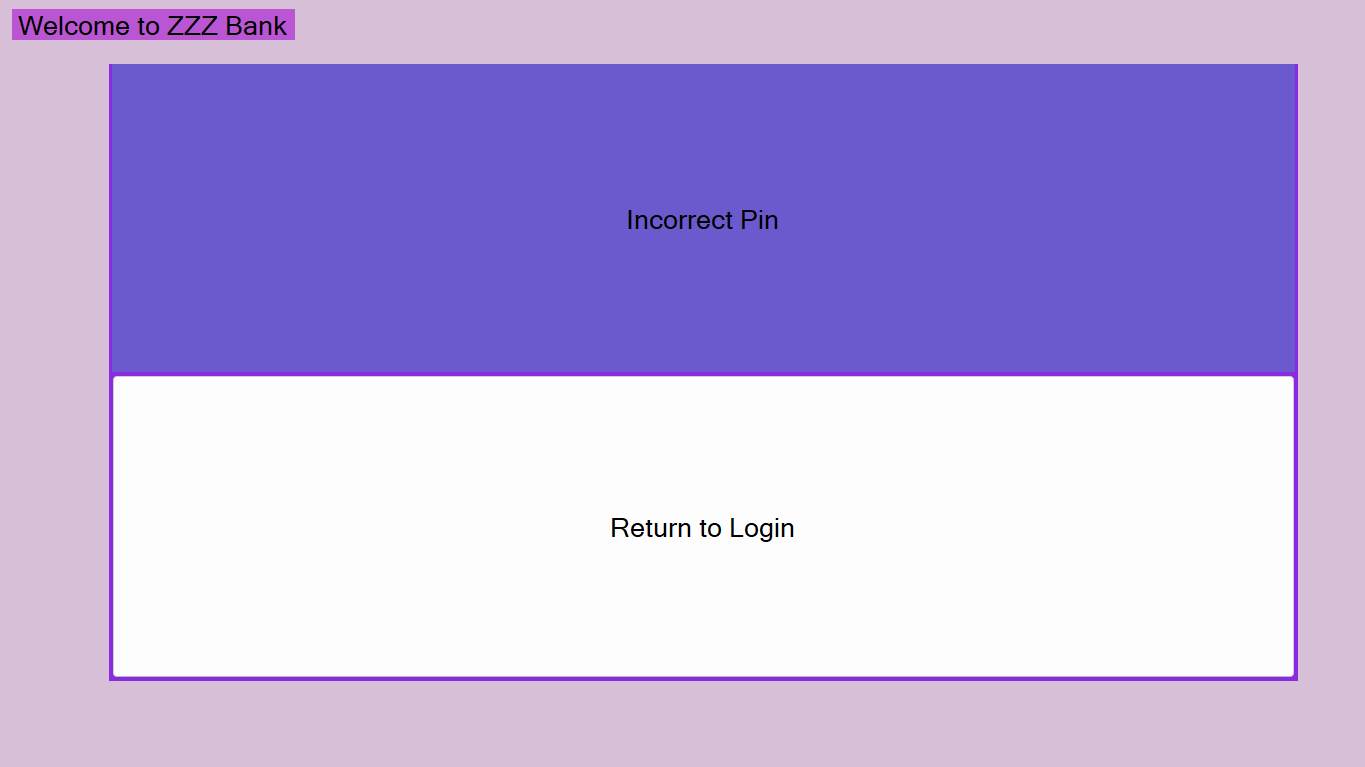 Welcome to ZZZ Bank
Incorrect Pin
Return to Login